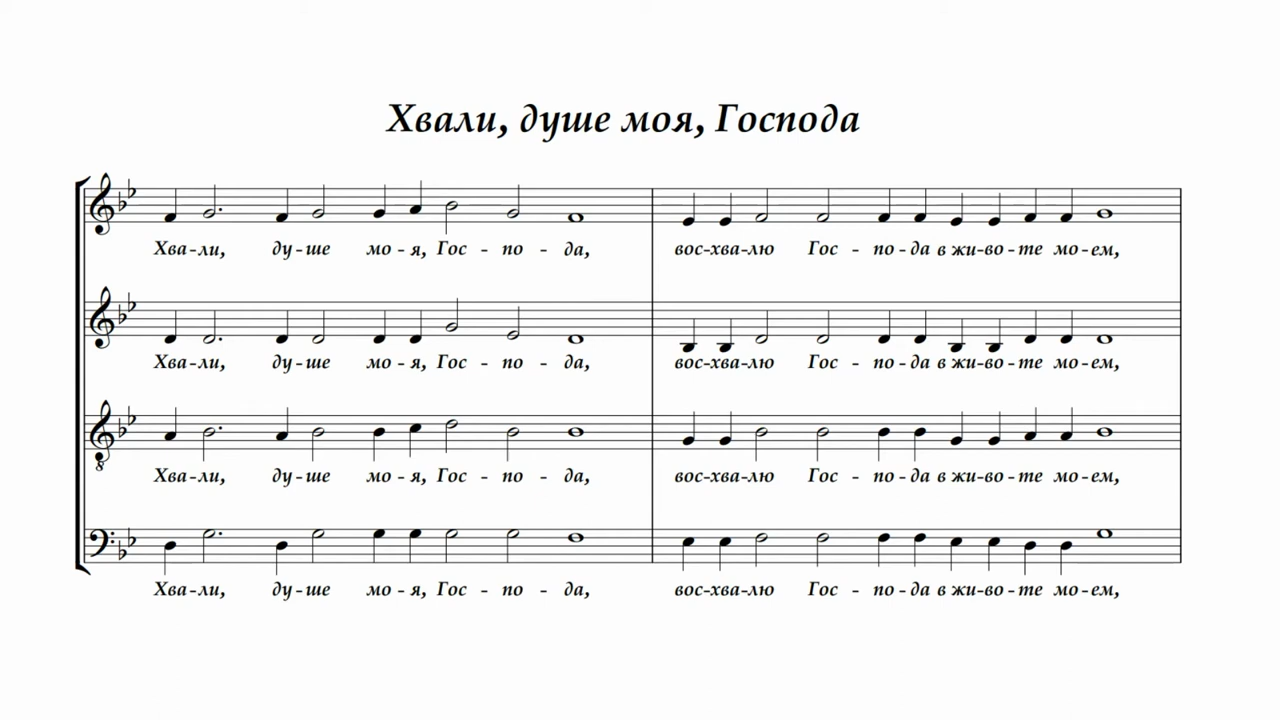 Хвали, душе моя, Господа
Хва-ли, ду-ше мо-я, Гос-по-да, вос-хва-лю Гос-по-да в жи-во-те мо-ем,
Хва-ли, ду-ше мо-я, Гос-по-да, вос-хва-лю Гос-по-да в жи-во-те мо-ем,
8
Хва-ли, ду-ше мо-я, Гос-по-да, вос-хва-лю Гос-по-да в жи-во-те мо-ем,
Хва-ли, ду-ше мо-я, Гос-по-да, вос-хва-лю Гос-по-да в жи-во-те мо-ем,